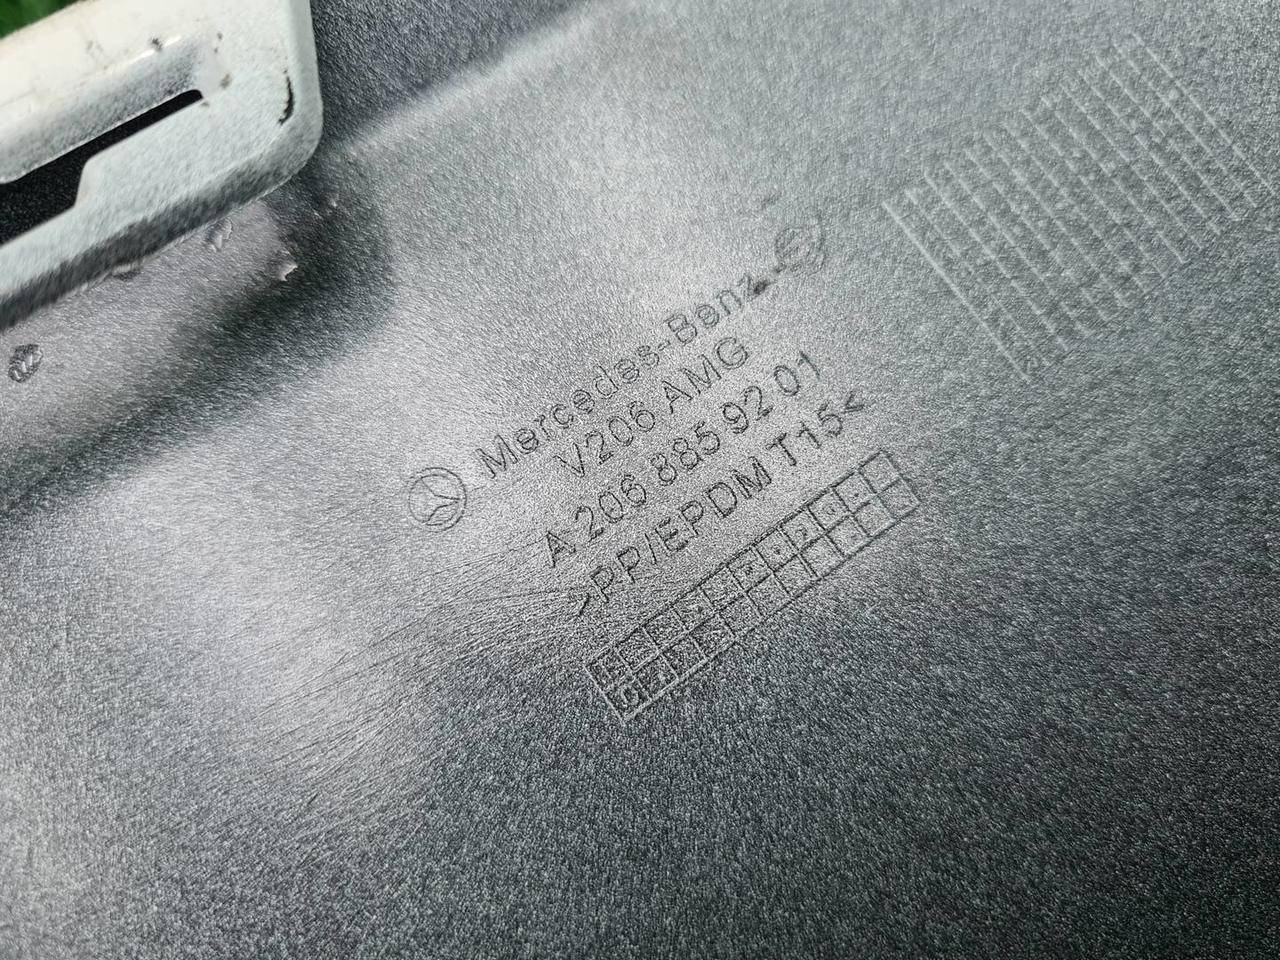 Mercedes-Benz
V206 AMG
A 206 885 92 01
>PP/EPDM T15<